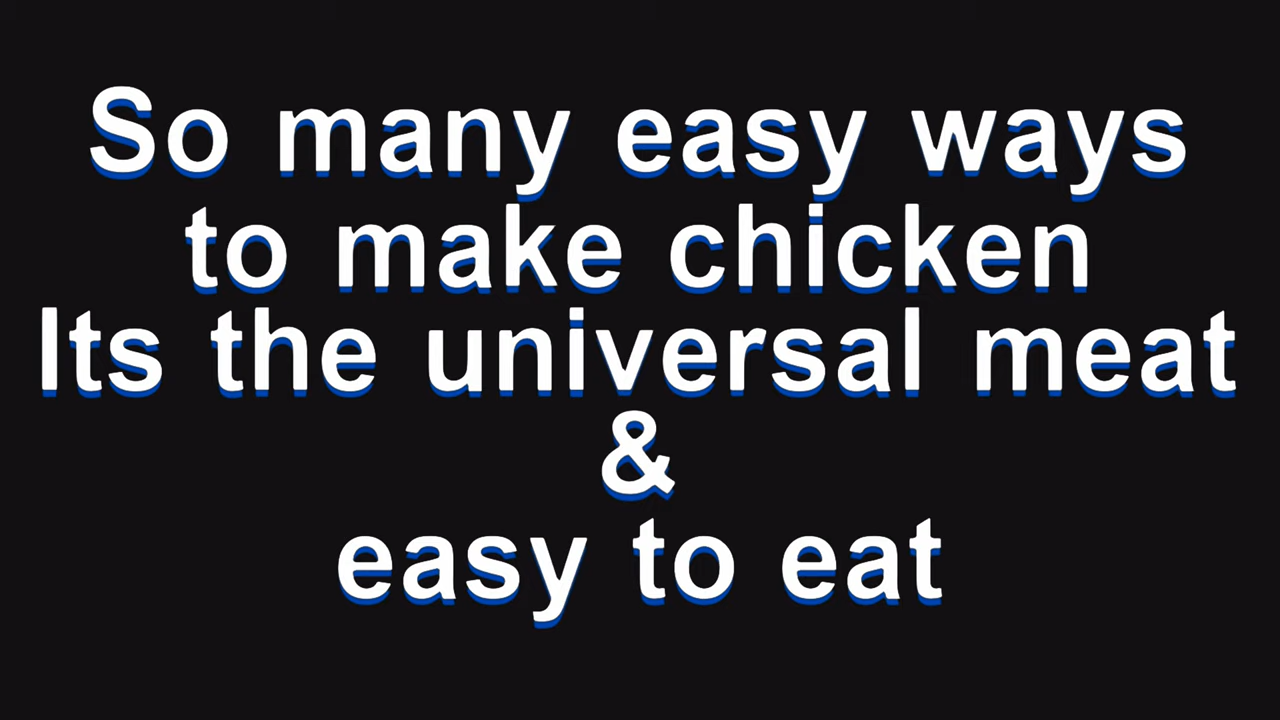 So many easy ways
to make chicken
Its the universal meat
&
easy to eat